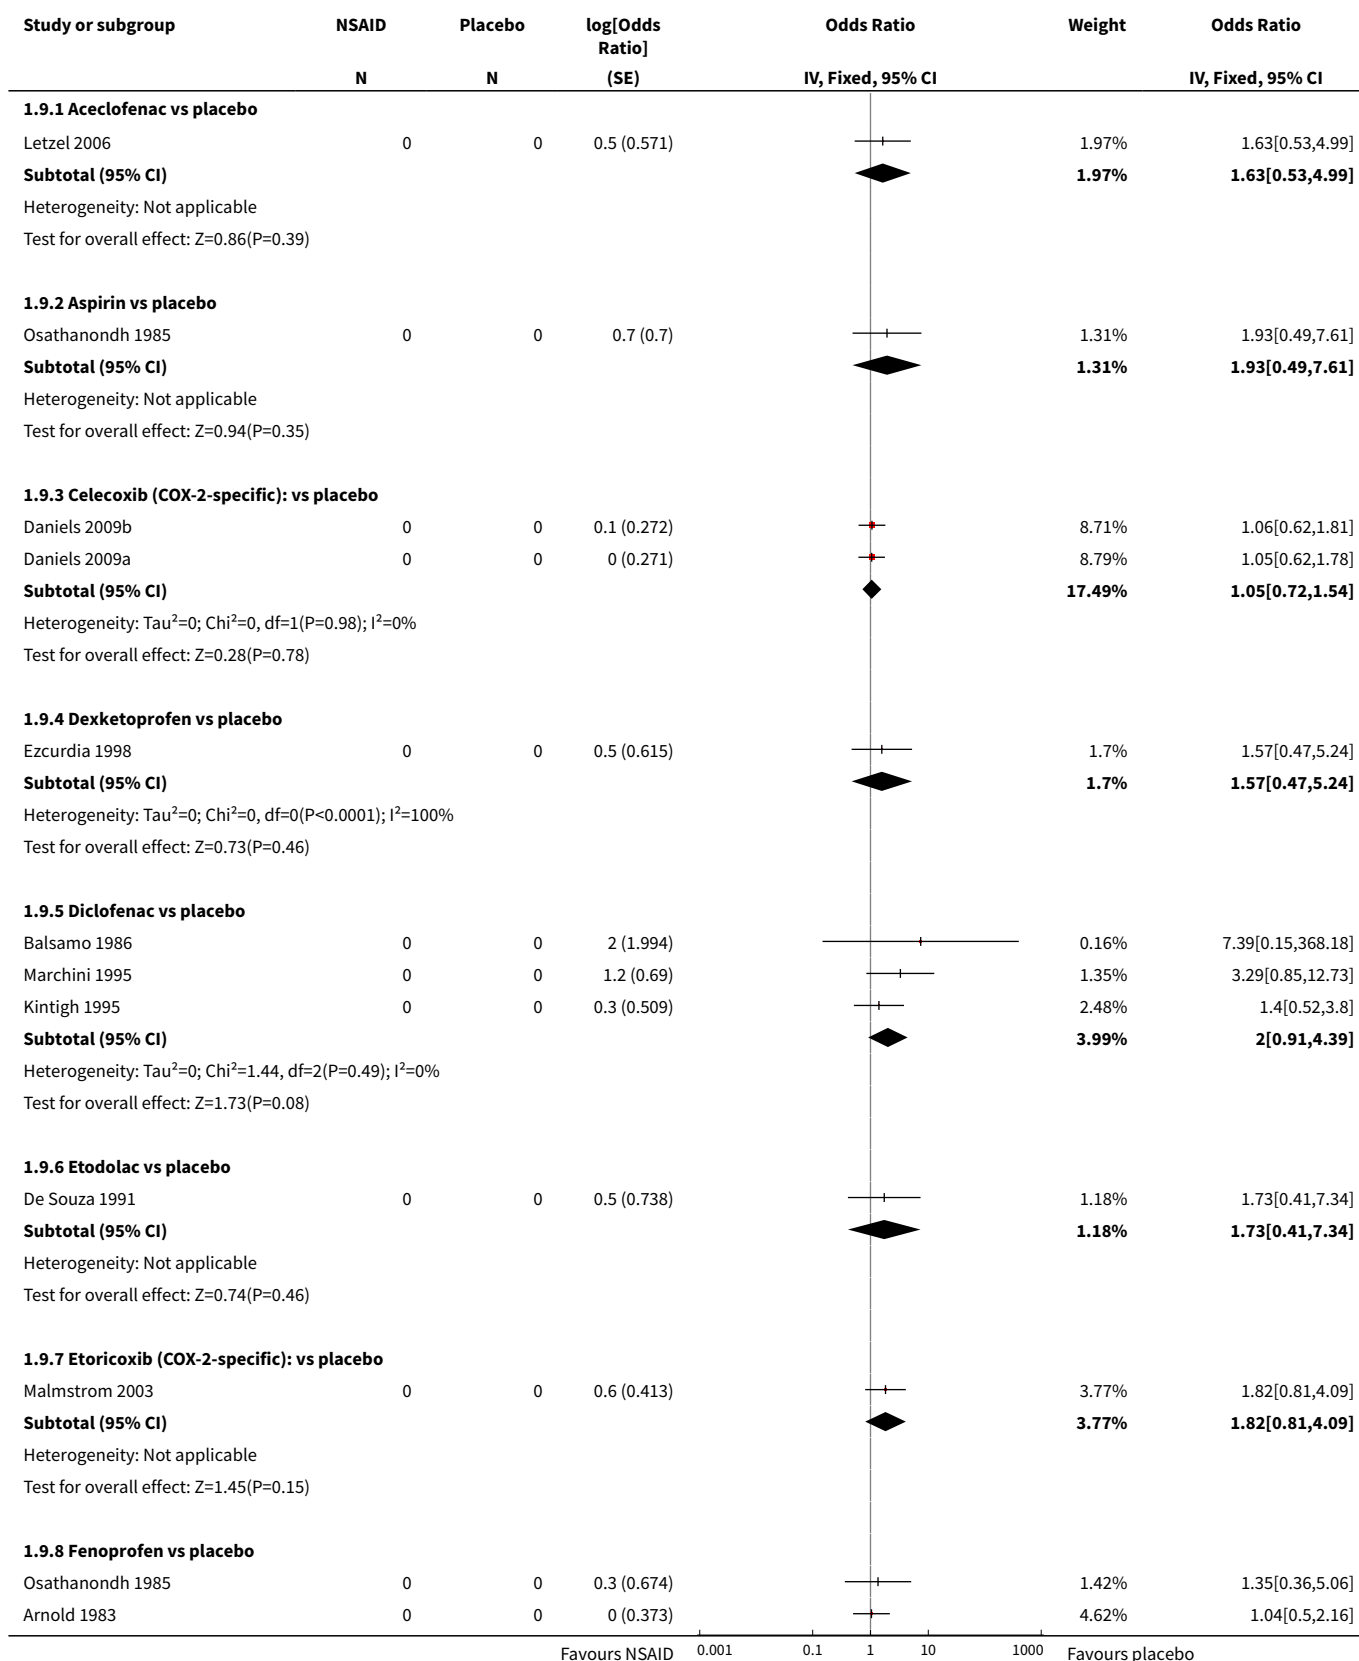 Study or subgroup NSAID Placebo log[Odds Ratio] Odds Ratio Weight Odds Ratio
N N (SE) IV, Fixed, 95% CI IV, Fixed, 95% CI
1.9.1 Aceclofenac vs placebo
Letzel 2006 0 0 0.5 (0.571) 1.97% 1.63[0.53,4.99]
Subtotal (95% CI) 1.97% 1.63[0.53,4.99]
Heterogeneity: Not applicable
Test for overall effect: Z=0.86(P=0.39)
1.9.2 Aspirin vs placebo
Osathanondh 1985 0 0 0.7 (0.7) 1.31% 1.93[0.49,7.61]
Subtotal (95% CI) 1.31% 1.93[0.49,7.61]
Heterogeneity: Not applicable
Test for overall effect: Z=0.94(P=0.35)
1.9.3 Celecoxib (COX-2-specific): vs placebo
Daniels 2009b 0 0 0.1 (0.272) 8.71% 1.06[0.62,1.81]
Daniels 2009a 0 0 0 (0.271) 8.79% 1.05[0.62,1.78]
Subtotal (95% CI) 17.49% 1.05[0.72,1.54]
Heterogeneity: Tau²=0; Chi²=0, df=1(P=0.98); I²=0%
Test for overall effect: Z=0.28(P=0.78)
1.9.4 Dexketoprofen vs placebo
Ezcurdia 1998 0 0 0.5 (0.615) 1.7% 1.57[0.47,5.24]
Subtotal (95% CI) 1.7% 1.57[0.47,5.24]
Heterogeneity: Tau²=0; Chi²=0, df=0(P<0.0001); I²=100%
Test for overall effect: Z=0.73(P=0.46)
1.9.5 Diclofenac vs placebo
Balsamo 1986 0 0 2 (1.994) 0.16% 7.39[0.15,368.18]
Marchini 1995 0 0 1.2 (0.69) 1.35% 3.29[0.85,12.73]
Kintigh 1995 0 0 0.3 (0.509) 2.48% 1.4[0.52,3.8]
Subtotal (95% CI) 3.99% 2[0.91,4.39]
Heterogeneity: Tau²=0; Chi²=1.44, df=2(P=0.49); I²=0%
Test for overall effect: Z=1.73(P=0.08)
1.9.6 Etodolac vs placebo
De Souza 1991 0 0 0.5 (0.738) 1.18% 1.73[0.41,7.34]
Subtotal (95% CI) 1.18% 1.73[0.41,7.34]
Heterogeneity: Not applicable
Test for overall effect: Z=0.74(P=0.46)
1.9.7 Etoricoxib (COX-2-specific): vs placebo
Malmstrom 2003 0 0 0.6 (0.413) 3.77% 1.82[0.81,4.09]
Subtotal (95% CI) 3.77% 1.82[0.81,4.09]
Heterogeneity: Not applicable
Test for overall effect: Z=1.45(P=0.15)
1.9.8 Fenoprofen vs placebo
Osathanondh 1985 0 0 0.3 (0.674) 1.42% 1.35[0.36,5.06]
Arnold 1983 0 0 0 (0.373) 4.62% 1.04[0.5,2.16]
Favours NSAID 0.001 0.1 1 10 1000 Favours placebo